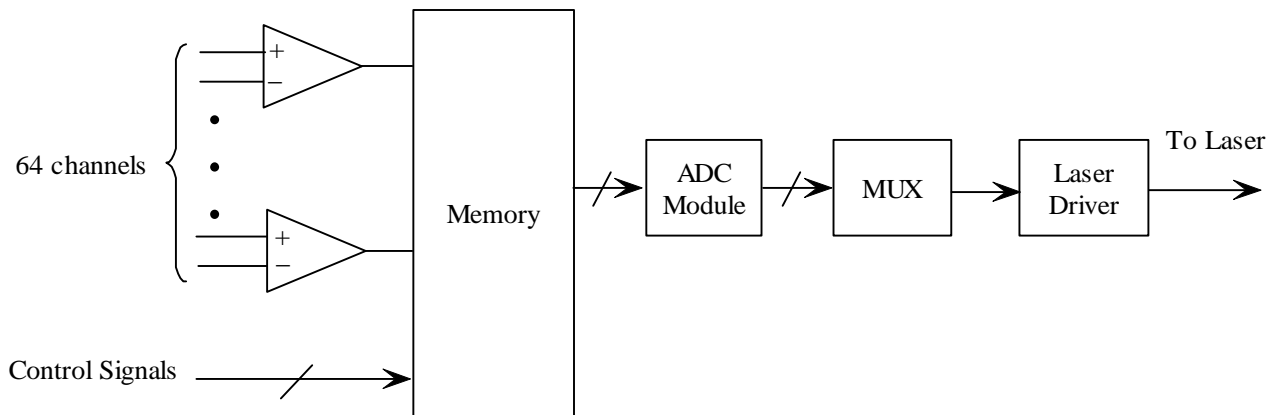 +
−
64 channels
+
−
Control Signals
Memory
ADC
Module
MUX
Laser
Driver
To Laser